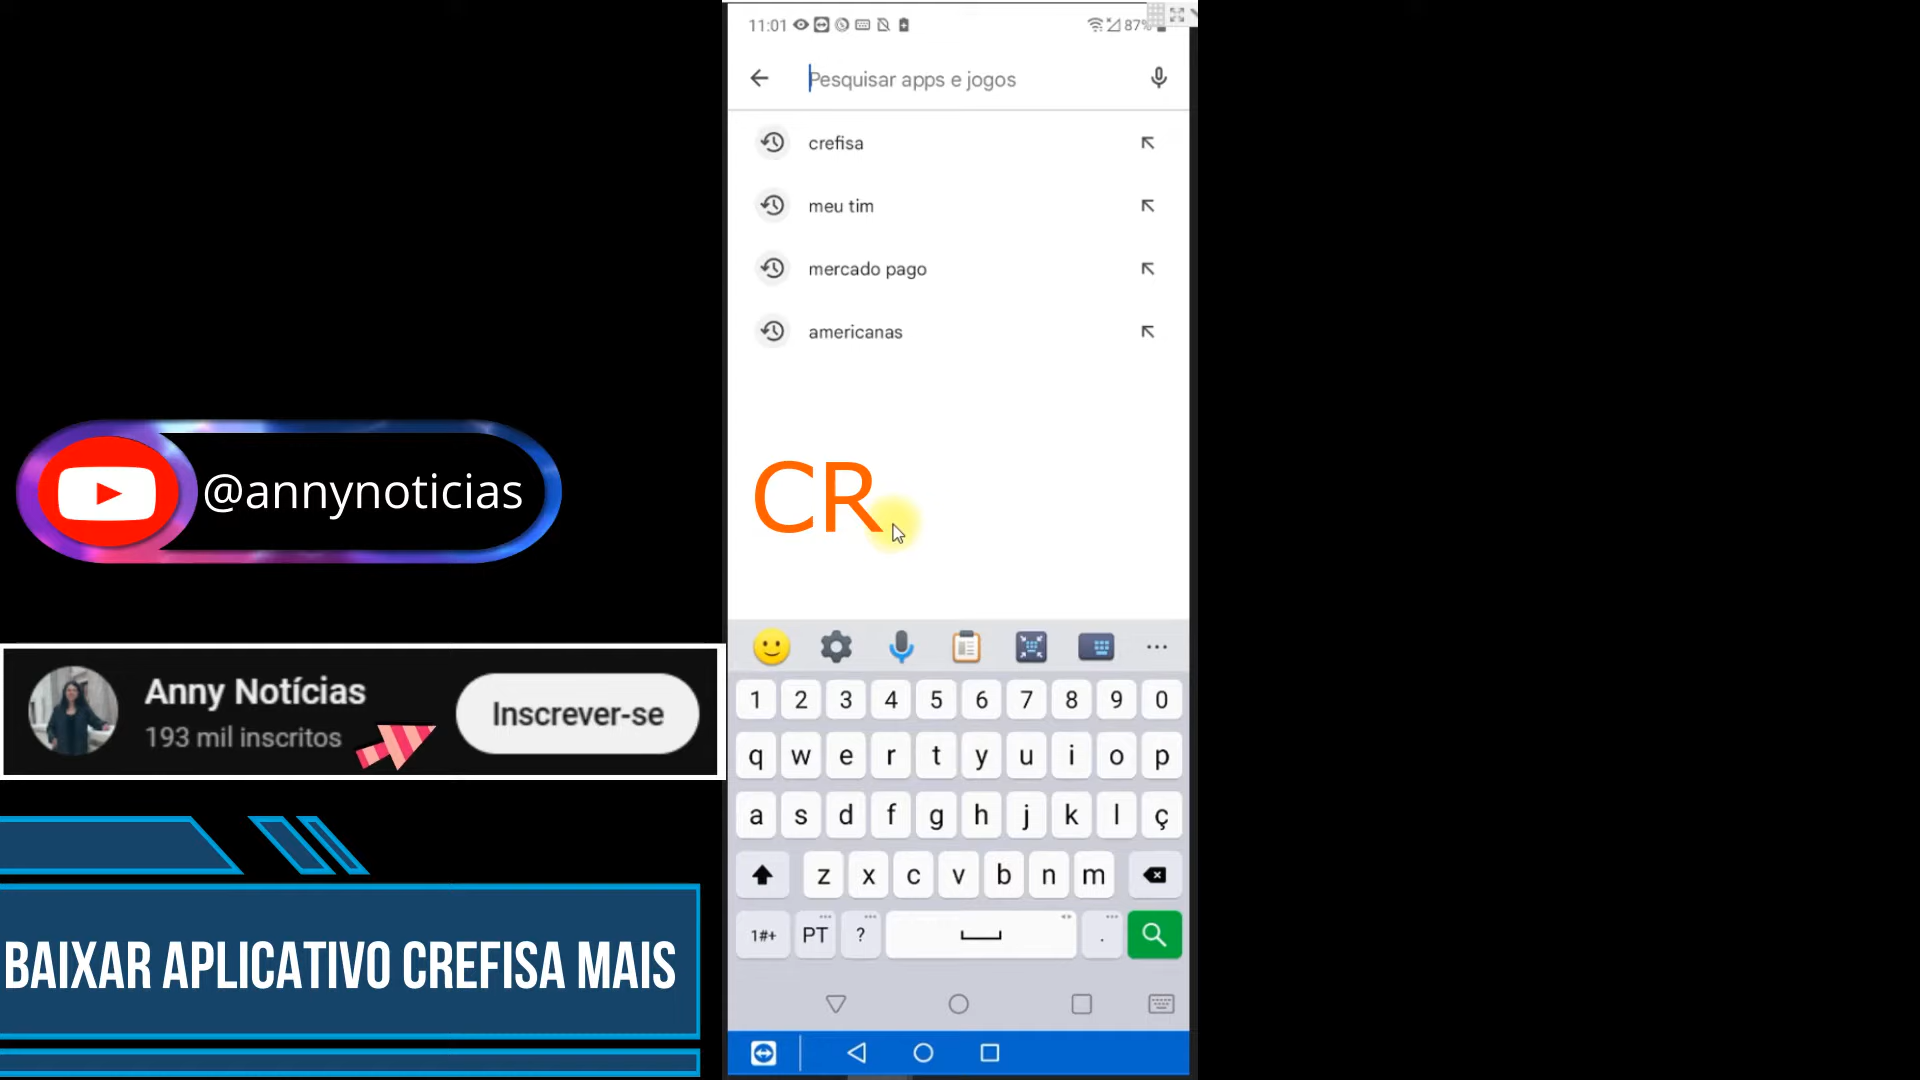 11:01
87%
Pesquisar apps e jogos
crefisa
meu tim
mercado pago
americanas
CR
@annynoticias
Anny Notícias
193 mil inscritos
Inscrever-se
BAIXAR APLICATIVO CREFISA MAIS
1 2 3 4 5 6 7 8 9 0
q w e r t y u i o p
a s d f g h j k l ç
z x c v b n m
1#+ PT ? .